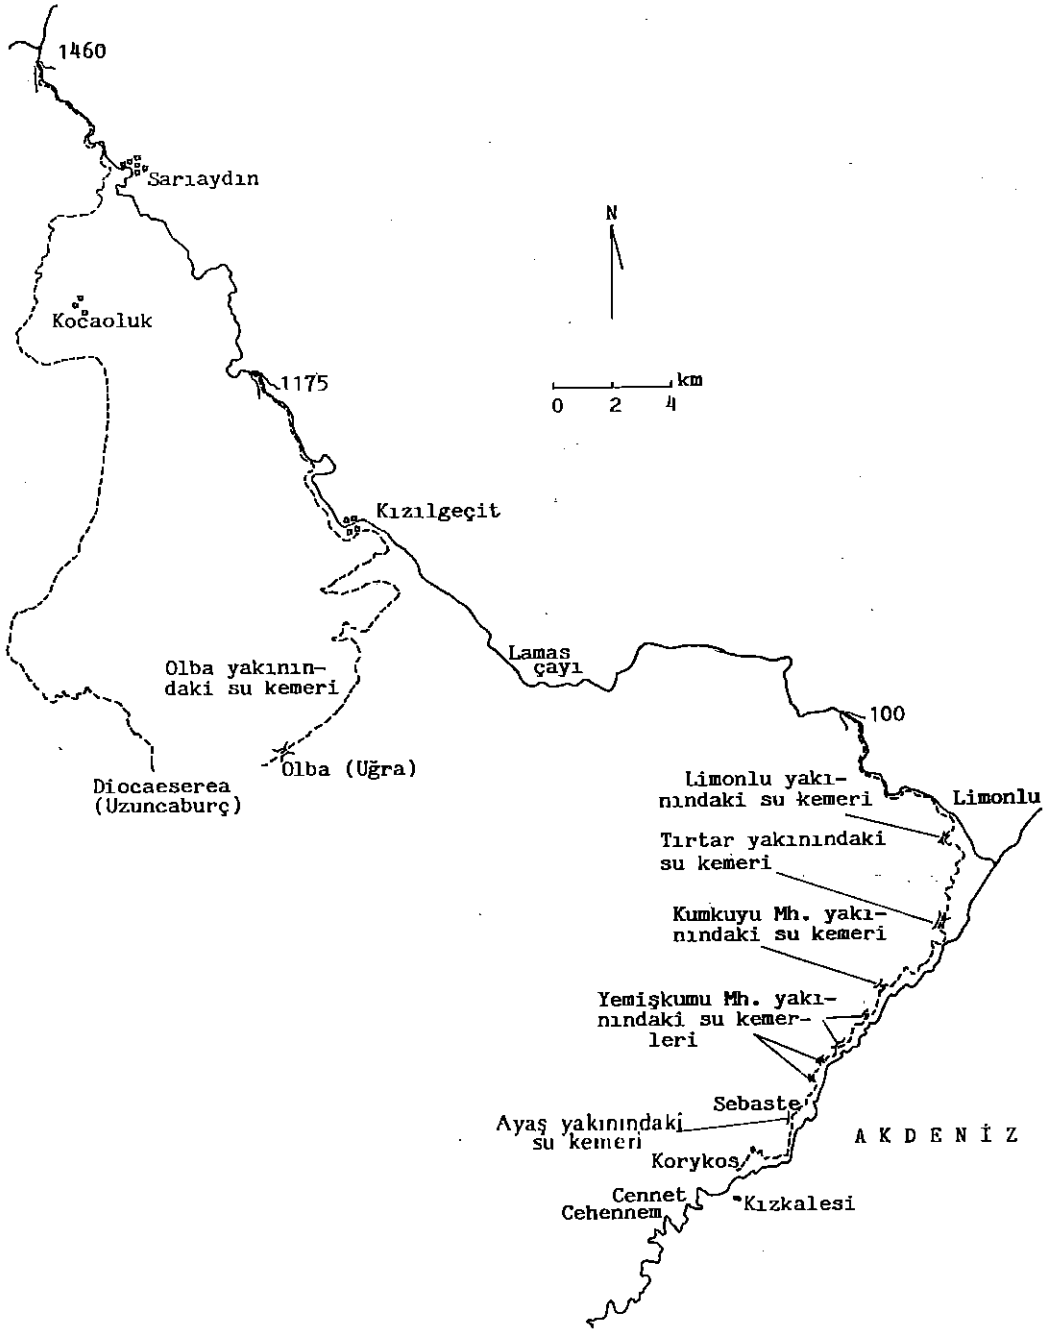 1460
Sarıaydın
N
Kocaoluk
km
0 2 4
1175
Kızılgeçit
Lamas
çayı
Olba yakının-
daki su kemeri
100
Olba (Uğra)
Diocaeserea
(Uzuncaburç)
Limonlu yakı-
nındaki su kemeri
Limonlu
Tırtar yakınındaki
su kemeri
Kumkuyu Mh. yakı-
nındaki su kemeri
Yemişkumu Mh. yakı-
nındaki su kemer-
leri
Sebaste
Ayaş yakınındaki
su kemeri
AKDENİZ
Korykos
Cennet
Cehennem
Kızkalesi